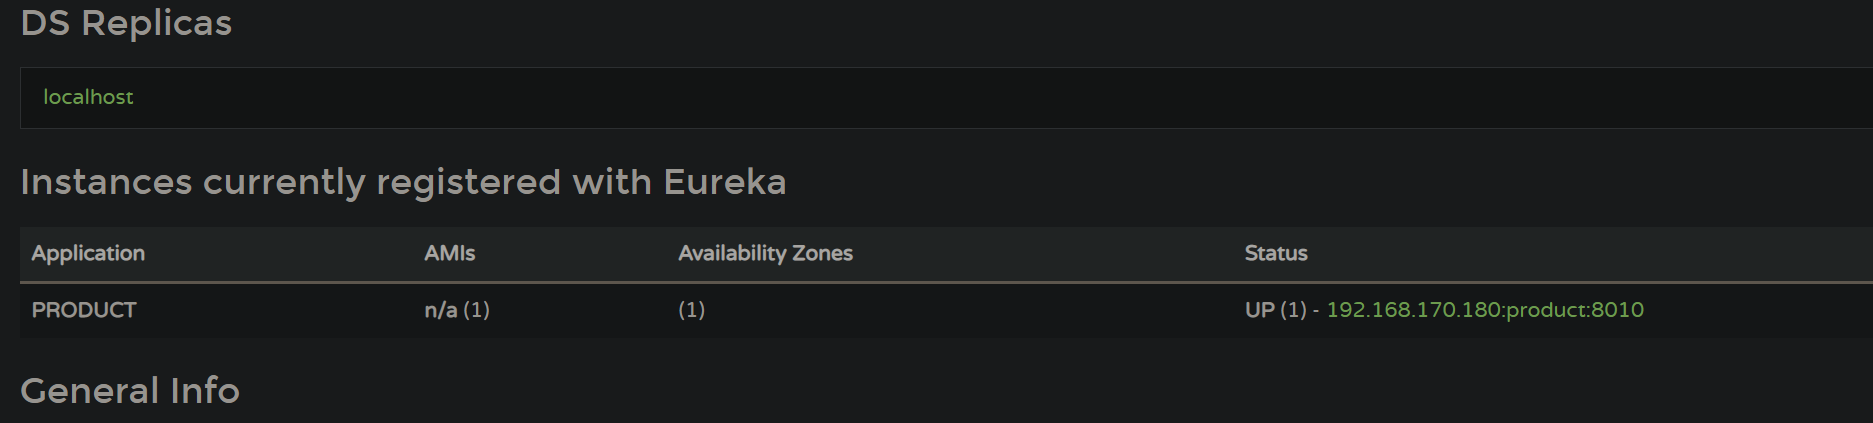 DS Replicas
localhost
Instances currently registered with Eureka
Application AMIs Availability Zones Status
PRODUCT n/a (1) (1) UP (1) - 192.168.170.180:product:8010
General Info